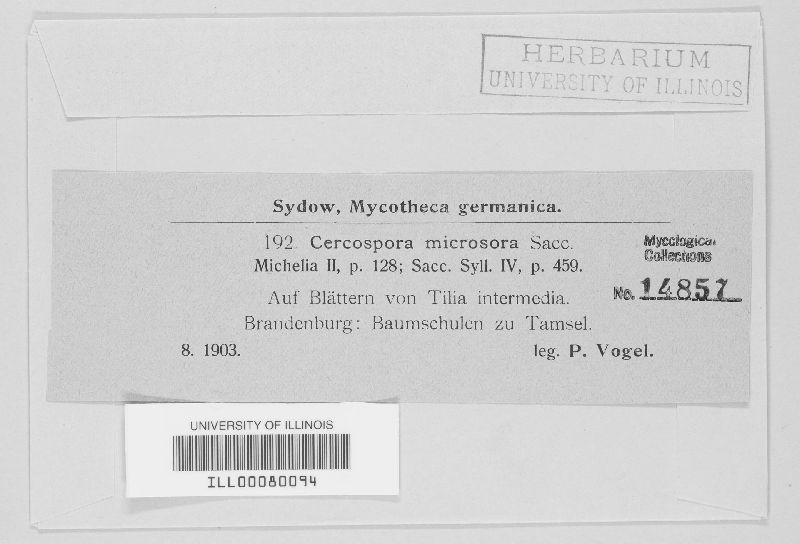 HERBARIUM
UNIVERSITY OF ILLINOIS
Sydow, Mycotheca germanica.
192. Cercospora microsora Sacc.
Michelia II, p. 128; Sacc. Syll. IV, p. 459.
Auf Blättern von Tilia intermedia.
Brandenburg: Baumschulen zu Tamsel.
8. 1903. leg. P. Vogel.
Mycological
Collections
No. 14857
UNIVERSITY OF ILLINOIS
ILL00080094